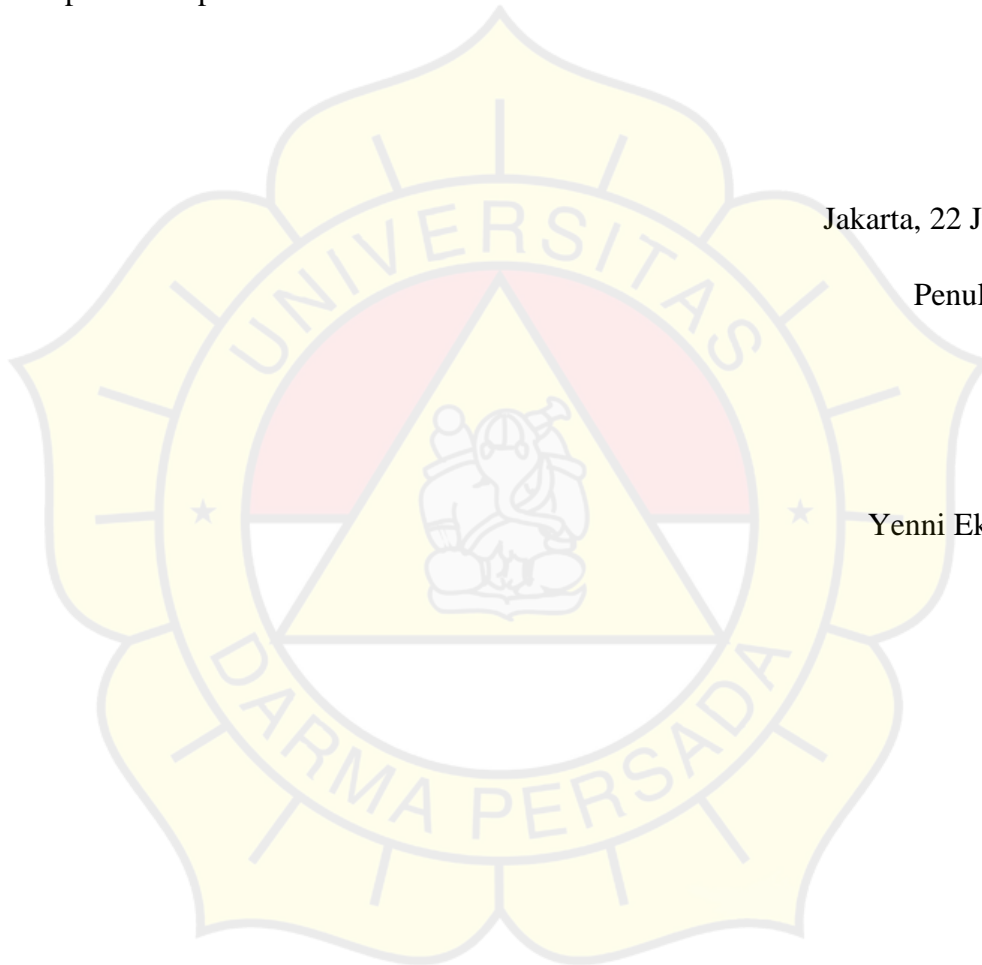 UNIVERSITAS
Jakarta, 22 J
Penul
Yenni Ek
DARMA PERSADA